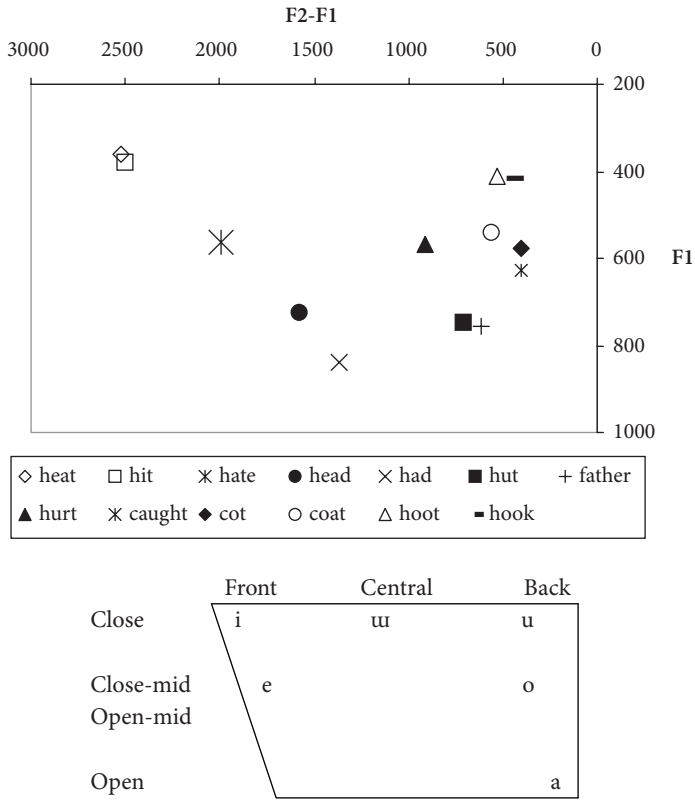 F2-F1
3000 2500 2000 1500 1000 500 0
200
400
600
F1
800
1000
heat hit hate head had hut father
hurt caught cot coat hoot hook
Front Central Back
Close i ɯ u
Close-mid e o
Open-mid
Open a